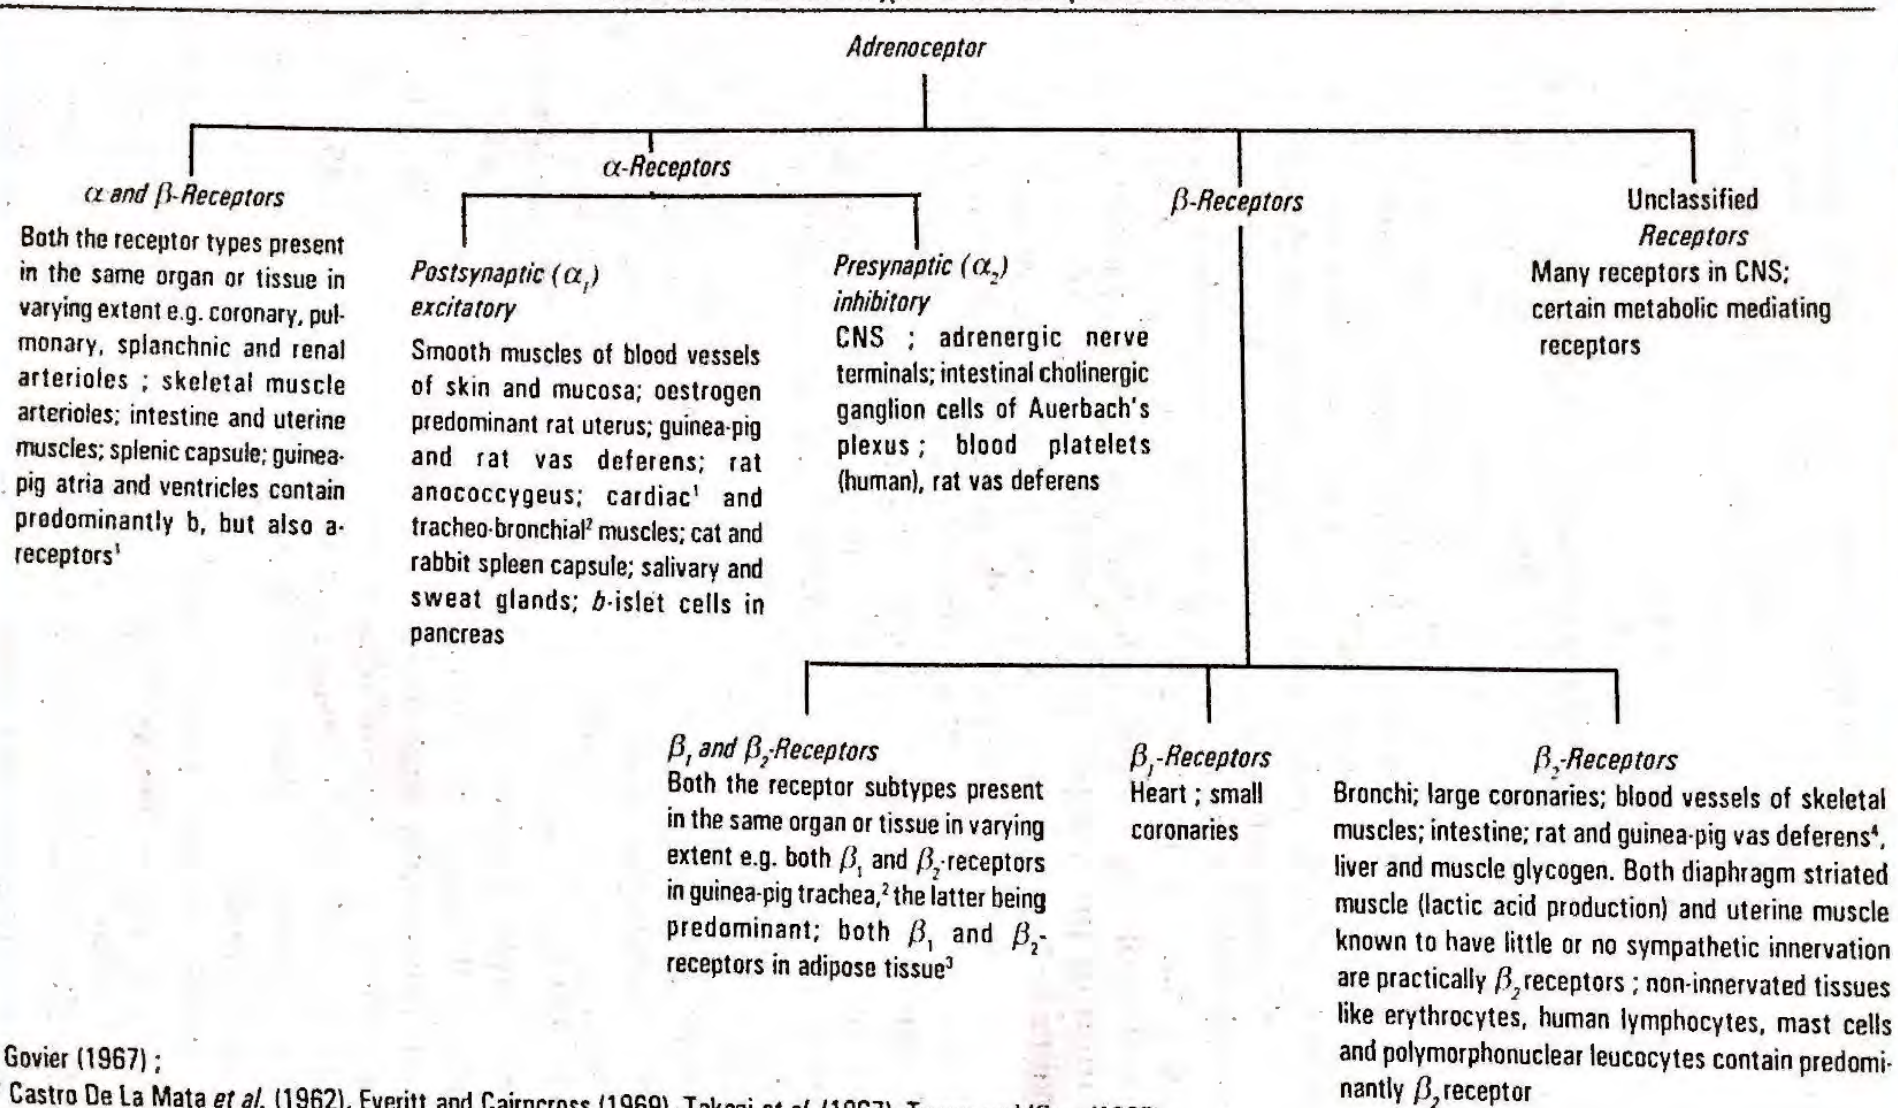 Adrenoceptor
α and β-Receptors
Both the receptor types present
in the same organ or tissue in
varying extent e.g. coronary, pul-
monary, splanchnic and renal
arterioles ; skeletal muscle
arterioles; intestine and uterine
muscles; splenic capsule; guinea-
pig atria and ventricles contain
predominantly b, but also a-
receptors¹
α-Receptors
Postsynaptic (α₁)
excitatory
Smooth muscles of blood vessels
of skin and mucosa; oestrogen
predominant rat uterus; guinea-pig
and rat vas deferens; rat
anococcygeus; cardiac¹ and
tracheo-bronchial² muscles; cat and
rabbit spleen capsule; salivary and
sweat glands; b-islet cells in
pancreas
Presynaptic (α₂)
inhibitory
CNS ; adrenergic nerve
terminals; intestinal cholinergic
ganglion cells of Auerbach's
plexus ; blood platelets
(human), rat vas deferens
β-Receptors
Unclassified
Receptors
Many receptors in CNS;
certain metabolic mediating
receptors
β₁ and β₂-Receptors
Both the receptor subtypes present
in the same organ or tissue in varying
extent e.g. both β₁ and β₂-receptors
in guinea-pig trachea,² the latter being
predominant; both β₁ and β₂-
receptors in adipose tissue³
β₁-Receptors
Heart ; small
coronaries
β₂-Receptors
Bronchi; large coronaries; blood vessels of skeletal
muscles; intestine; rat and guinea-pig vas deferens⁴,
liver and muscle glycogen. Both diaphragm striated
muscle (lactic acid production) and uterine muscle
known to have little or no sympathetic innervation
are practically β₂ receptors ; non-innervated tissues
like erythrocytes, human lymphocytes, mast cells
and polymorphonuclear leucocytes contain predomi-
nantly β₂ receptor
Govier (1967) ;
Castro De La Mata et al. (1962), Everitt and Cairncross (1969), Takagi et al. (1967),